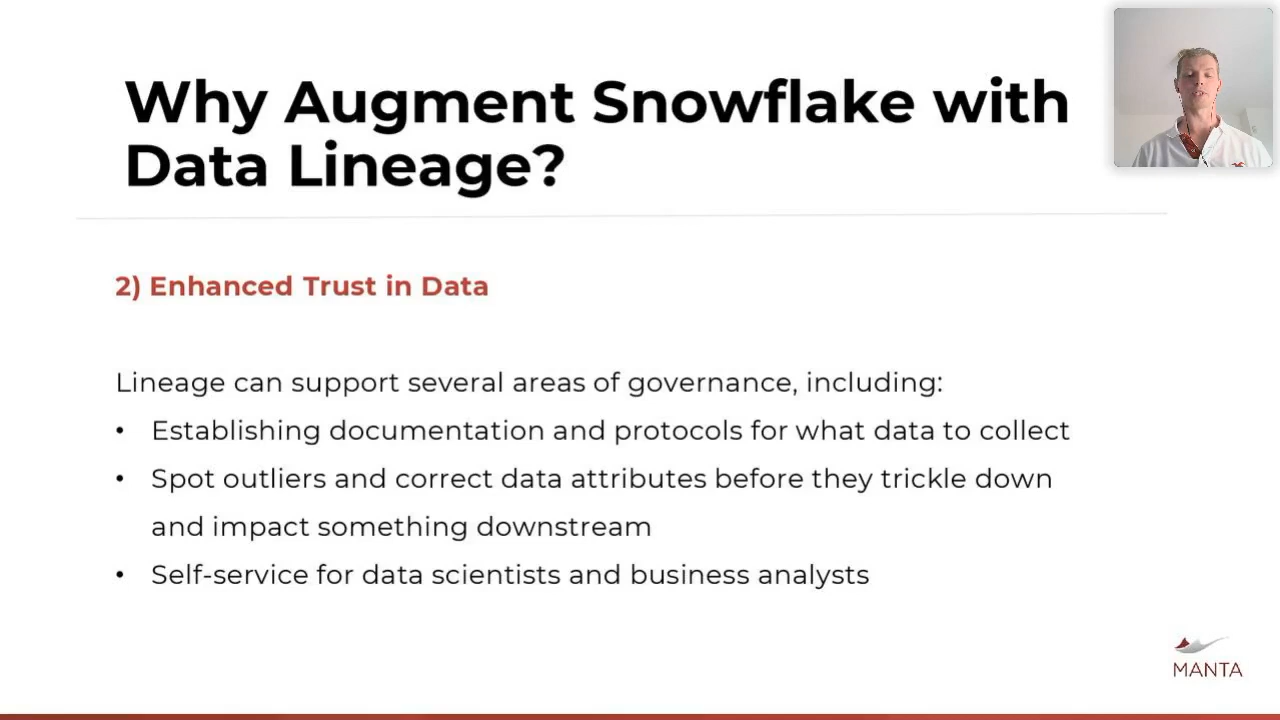 Why Augment Snowflake with
Data Lineage?
2) Enhanced Trust in Data
Lineage can support several areas of governance, including:
• Establishing documentation and protocols for what data to collect
• Spot outliers and correct data attributes before they trickle down
and impact something downstream
• Self-service for data scientists and business analysts
MANTA